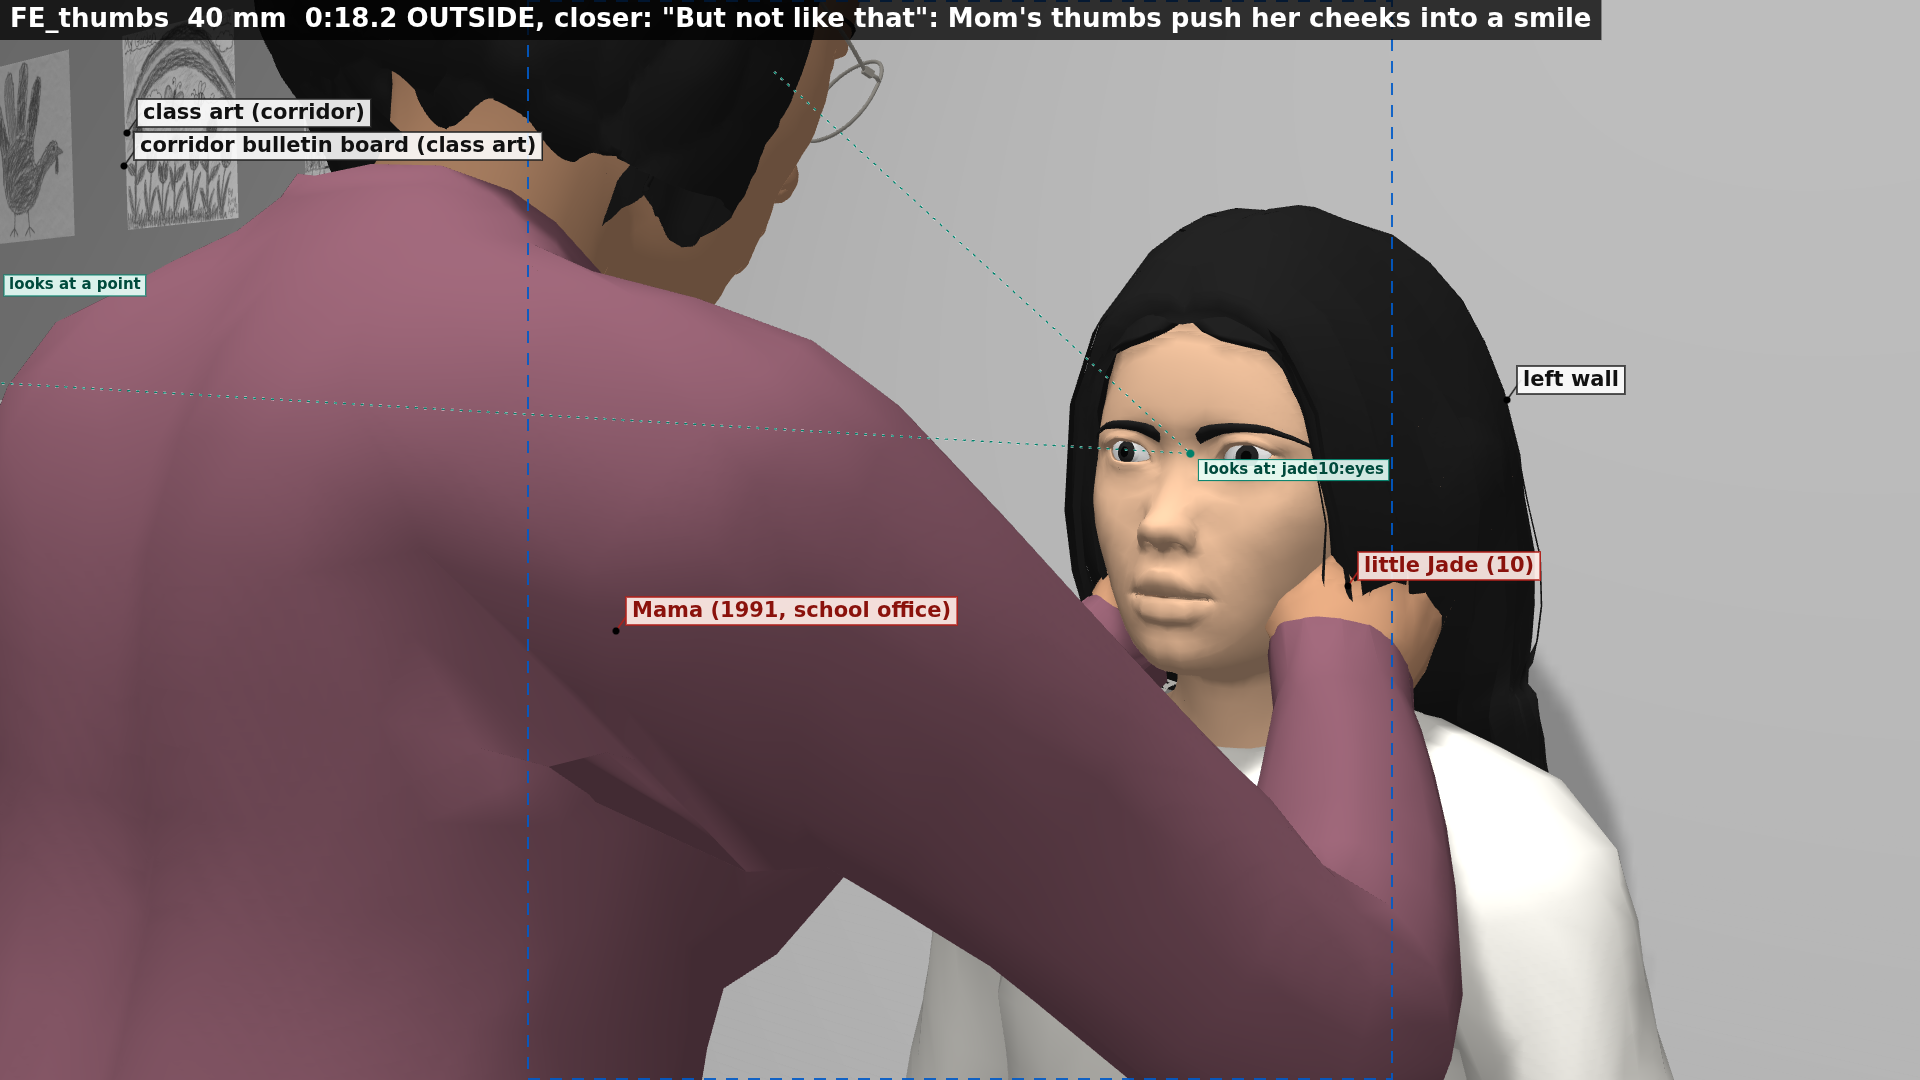 FE_thumbs 40 mm 0:18.2 OUTSIDE, closer: "But not like that": Mom's thumbs push her cheeks into a smile
class art (corridor)
corridor bulletin board (class art)
looks at a point
left wall
looks at: jade10:eyes
little Jade (10)
Mama (1991, school office)